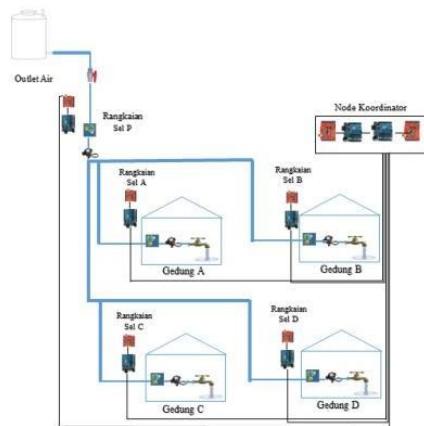 Outlet Air
Rangkaian
Sel P
Node Koordinator
Rangkaian
Sel A
Rangkaian
Sel B
Gedung A
Gedung B
Rangkaian
Sel C
Rangkaian
Sel D
Gedung C
Gedung D